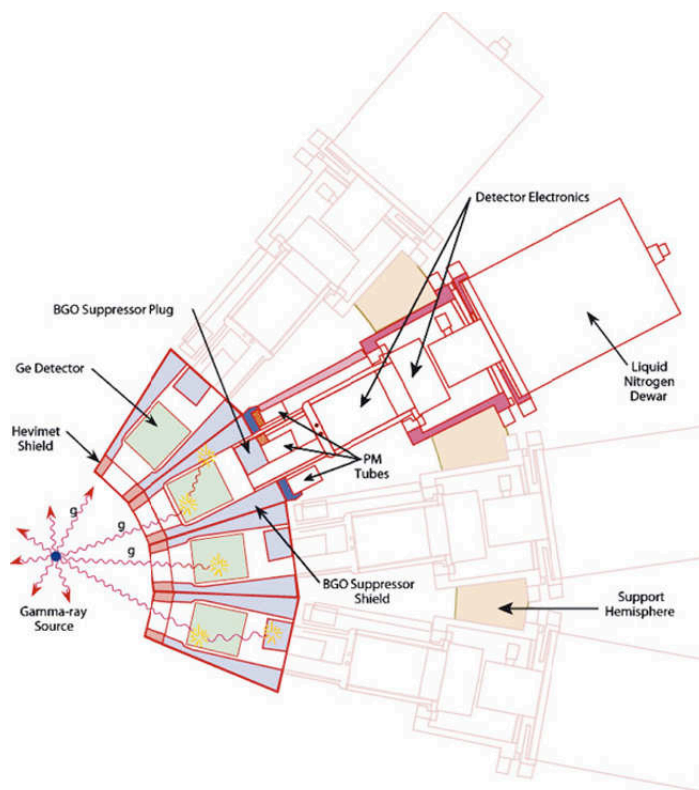 Detector Electronics
BGO Suppressor Plug
Ge Detector
Liquid
Nitrogen
Dewar
Hevimet
Shield
PM
Tubes
g
g
g
BGO Suppressor
Shield
Gamma-ray
Source
Support
Hemisphere